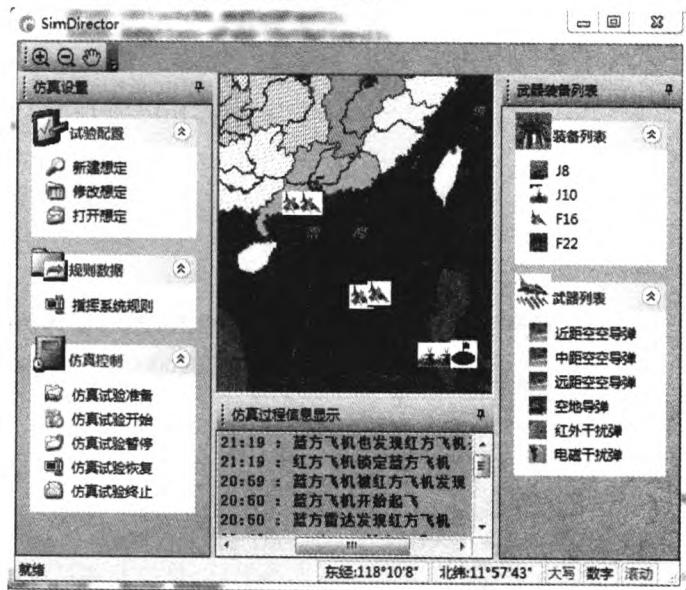 SimDirector
仿真设置
试验配置
新建想定
修改想定
打开想定
规则数据
指挥系统规则
仿真控制
仿真试验准备
仿真试验开始
仿真试验暂停
仿真试验恢复
仿真试验终止
仿真过程信息显示
21:19 : 蓝方飞机也发现红方飞机
21:19 : 红方飞机锁定蓝方飞机
20:59 : 蓝方飞机被红方飞机发现
20:50 : 蓝方飞机开始起飞
20:50 : 蓝方雷达发现红方飞机
武器装备列表
装备列表
J8
J10
F16
F22
武器列表
近距空空导弹
中距空空导弹
远距空空导弹
空地导弹
红外干扰弹
电磁干扰弹
就绪
东经:118°10'8" 北纬:11°57'43" 大写 数字 滚动